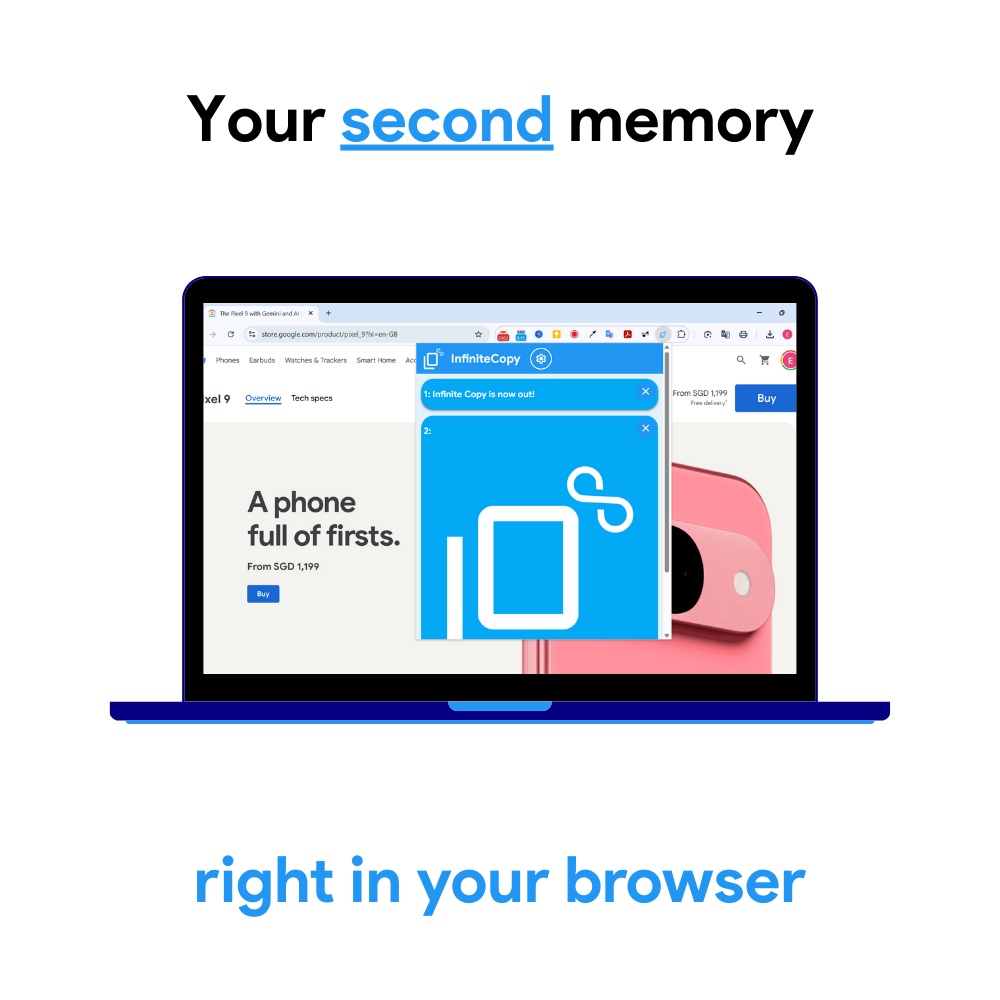 Your second memory
The Pixel 9 with Gemini and AI
store.google.com/product/pixel_9?hl=en-GB
InfiniteCopy
Phones Earbuds Watches & Trackers Smart Home Acc
E
1: Infinite Copy is now out!
xel 9 Overview Tech specs
From SGD 1,199
Free delivery¹
Buy
2:
A phone
full of firsts.
From SGD 1,199
Buy
right in your browser